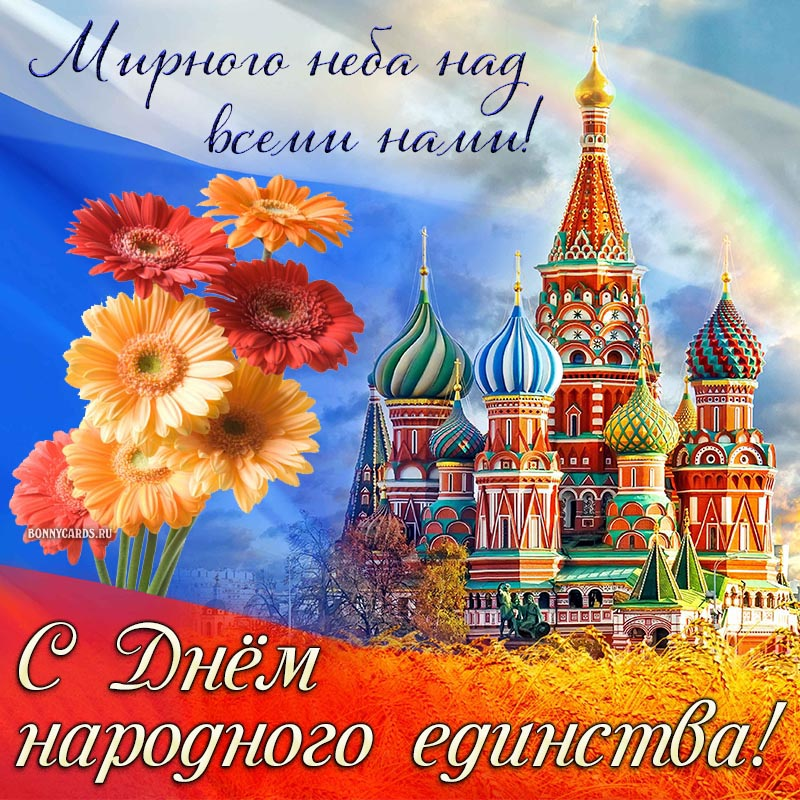 Мирного неба над
всеми нами!
BONNYCARDS.RU
С Днём
народного единства!